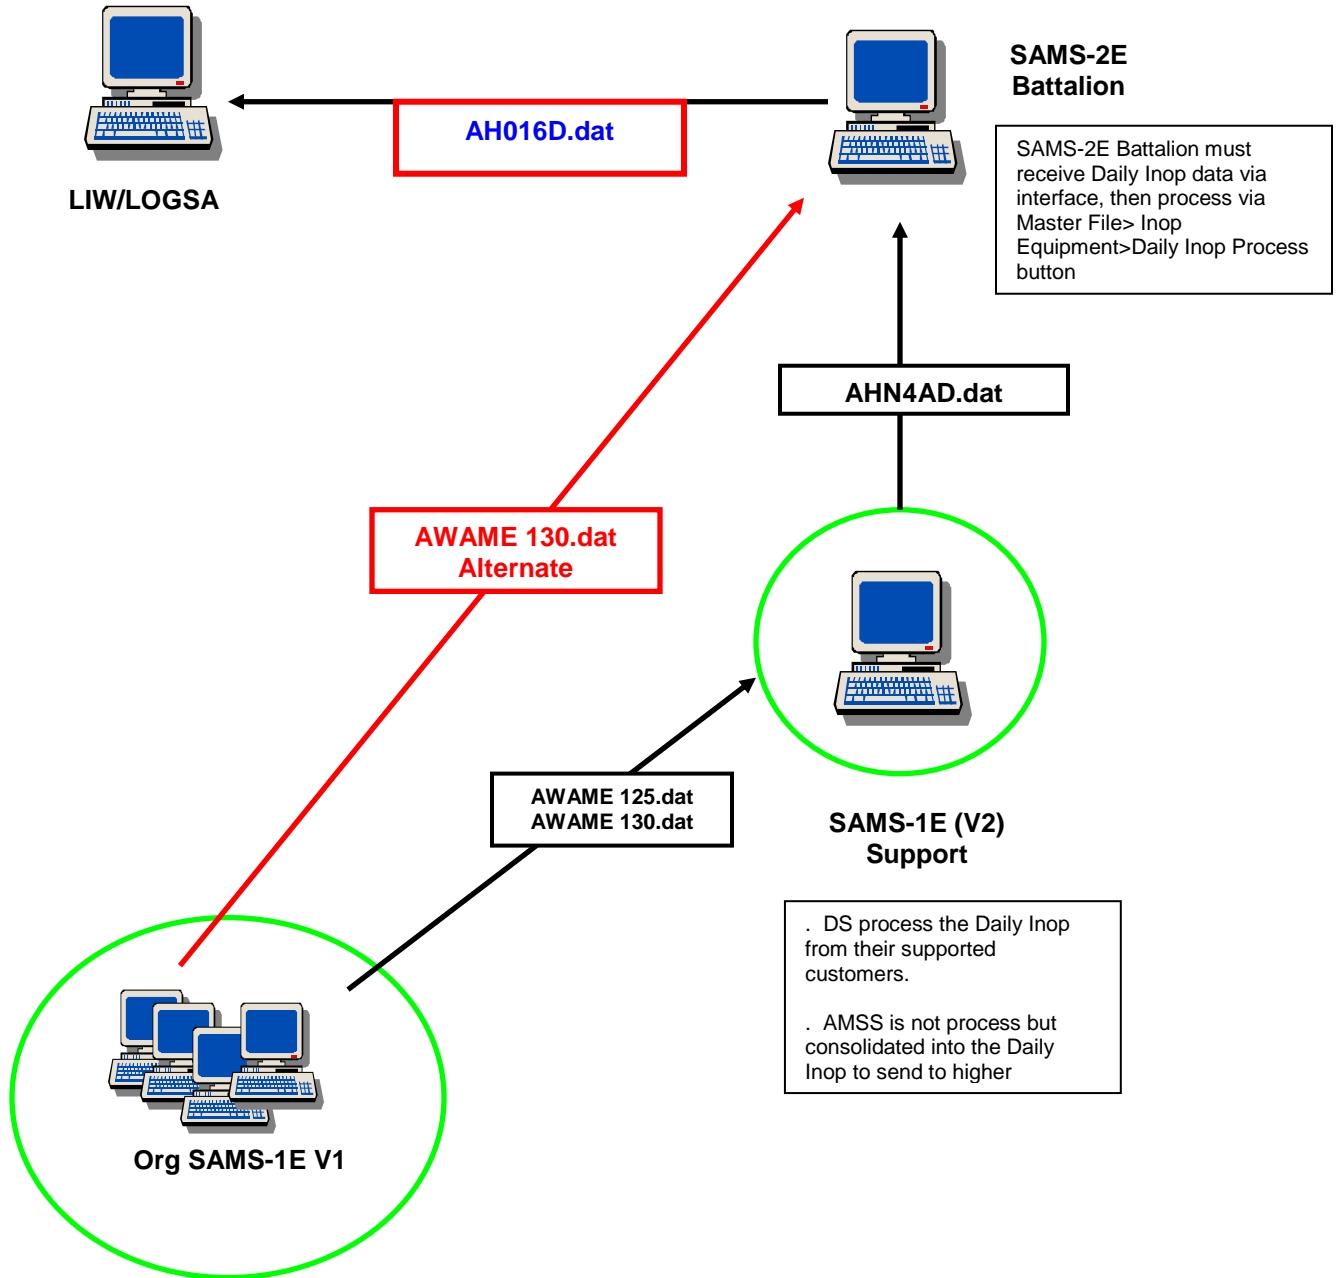 SAMS-2E
Battalion
AH016D.dat
LIW/LOGSA
SAMS-2E Battalion must
receive Daily Inop data via
interface, then process via
Master File> Inop
Equipment>Daily Inop Process
button
AHN4AD.dat
AWAME 130.dat
Alternate
AWAME 125.dat
AWAME 130.dat
SAMS-1E (V2)
Support
. DS process the Daily Inop
from their supported
customers.
. AMSS is not process but
consolidated into the Daily
Inop to send to higher
Org SAMS-1E V1